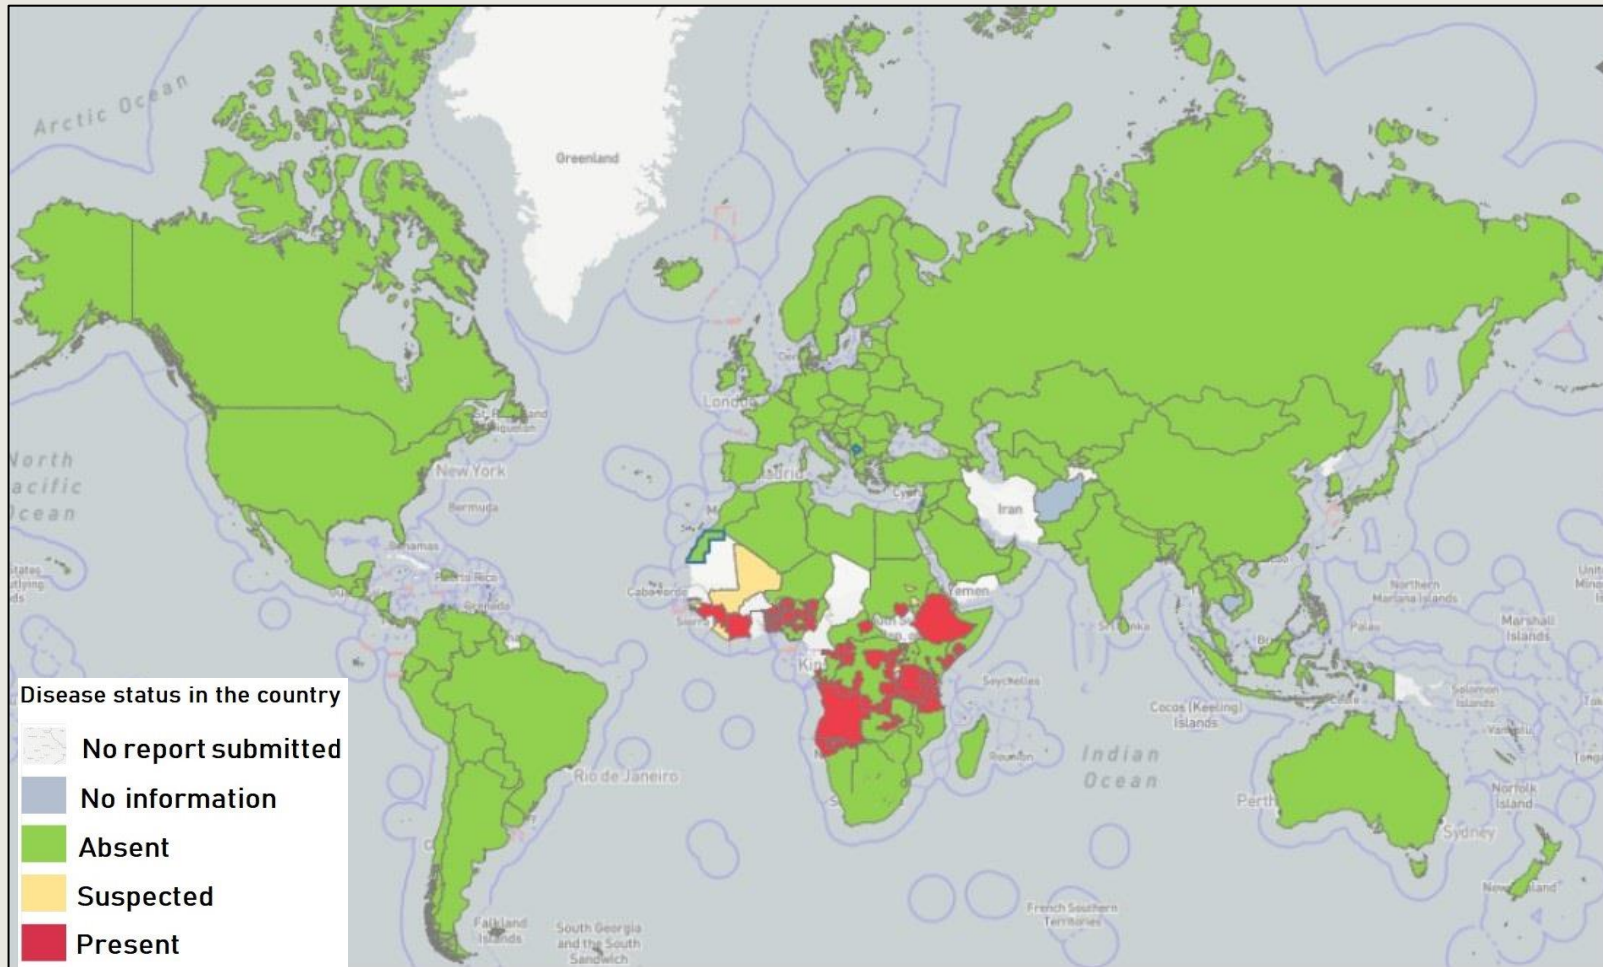 Arctic Ocean
Greenland
London
North
Pacific
Ocean
New York
Bermuda
Bahamas
Puerto Rico
Grenada
Cabo Verde
Iran
Yemen
Sri Lanka
Northern
Mariana Islands
Palau
Marshall
Islands
Seychelles
Cocos (Keeling)
Islands
Solomon
Islands
Indian
Ocean
Reunion
Norfolk
Island
Perth
Sydney
Rio de Janeiro
Falkland
Islands
South Georgia
and the South
Sandwich
French Southern
Territories
Disease status in the country
No report submitted
No information
Absent
Suspected
Present